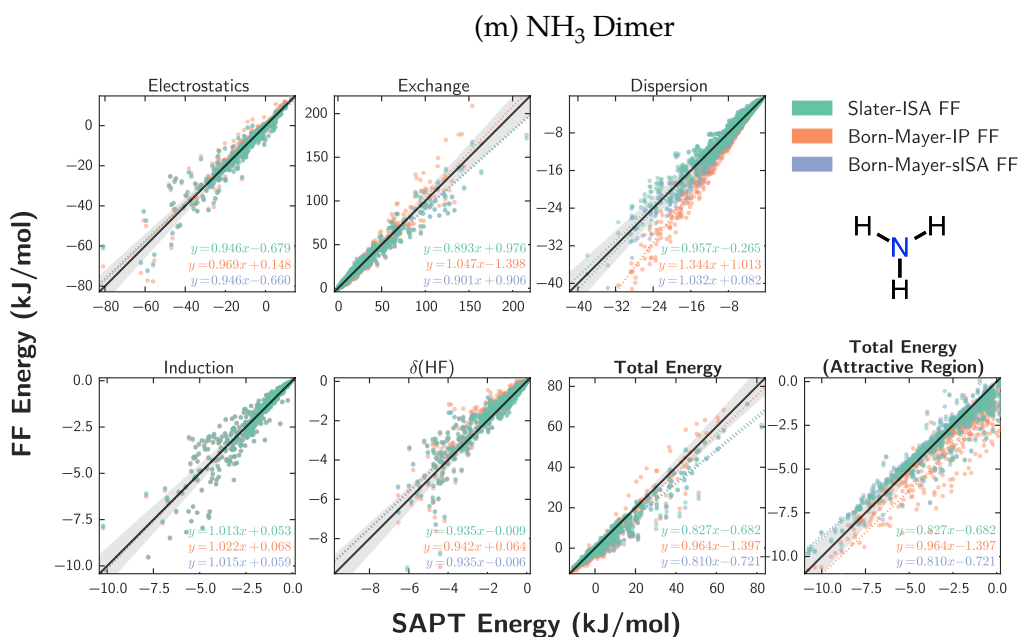 (m) NH₃ Dimer
Electrostatics
Exchange
Dispersion
Slater-ISA FF
Born-Mayer-IP FF
Born-Mayer-sISA FF
0
−20
−40
−60
−80
−80 −60 −40 −20 0
y=0.946x−0.679
y=0.969x+0.148
y=0.946x−0.660
200
150
100
50
0
0 50 100 150 200
y=0.893x+0.976
y=1.047x−1.398
y=0.901x+0.906
−8
−16
−24
−32
−40
−40 −32 −24 −16 −8
y=0.957x−0.265
y=1.344x+1.013
y=1.032x+0.082
H N H
H
FF Energy (kJ/mol)
Induction
δ(HF)
Total Energy
Total Energy
(Attractive Region)
0.0
−2.5
−5.0
−7.5
−10.0
−10.0 −7.5 −5.0 −2.5 0.0
y=1.013x+0.053
y=1.022x+0.068
y=1.015x+0.059
0
−2
−4
−6
−8
−8 −6 −4 −2 0
y=0.935x−0.009
y=0.942x+0.064
y=0.935x−0.006
80
60
40
20
0
0 20 40 60 80
y=0.827x−0.682
y=0.964x−1.397
y=0.810x−0.721
0.0
−2.5
−5.0
−7.5
−10.0
−10.0 −7.5 −5.0 −2.5 0.0
y=0.827x−0.682
y=0.964x−1.397
y=0.810x−0.721
SAPT Energy (kJ/mol)